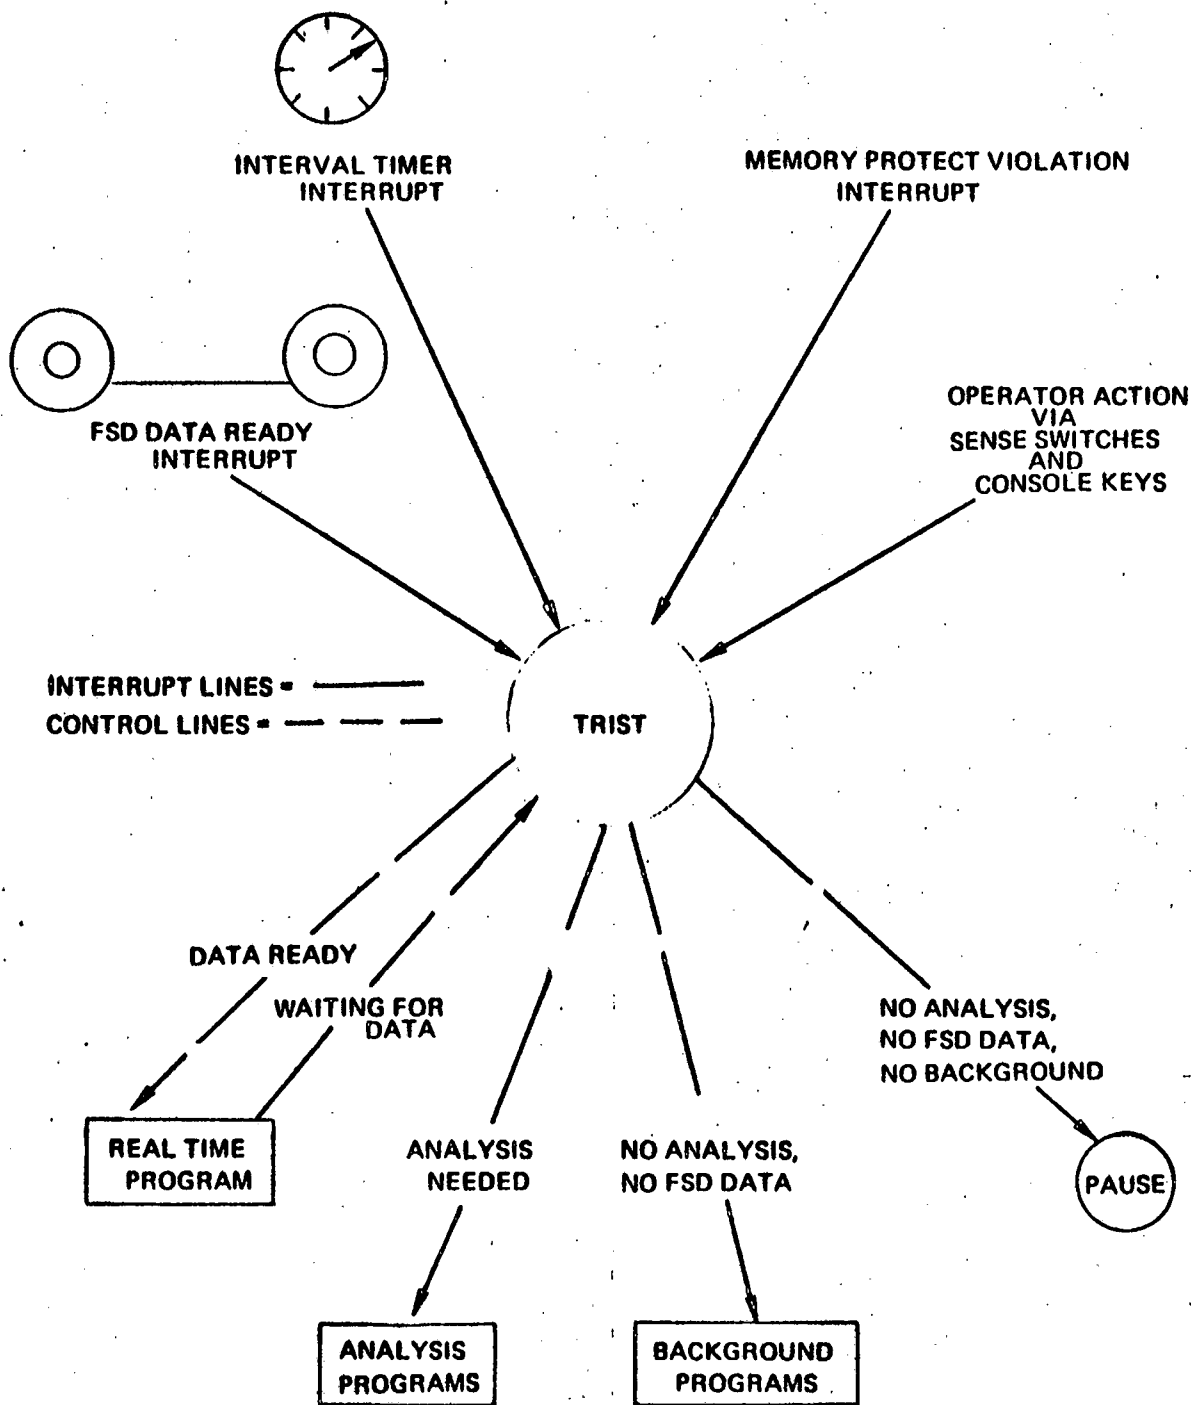 INTERVAL TIMER
INTERRUPT
MEMORY PROTECT VIOLATION
INTERRUPT
FSD DATA READY
INTERRUPT
OPERATOR ACTION
VIA
SENSE SWITCHES
AND
CONSOLE KEYS
INTERRUPT LINES =
CONTROL LINES =
TRIST
DATA READY
WAITING FOR
DATA
NO ANALYSIS,
NO FSD DATA,
NO BACKGROUND
REAL TIME
PROGRAM
ANALYSIS
NEEDED
NO ANALYSIS,
NO FSD DATA
PAUSE
ANALYSIS
PROGRAMS
BACKGROUND
PROGRAMS